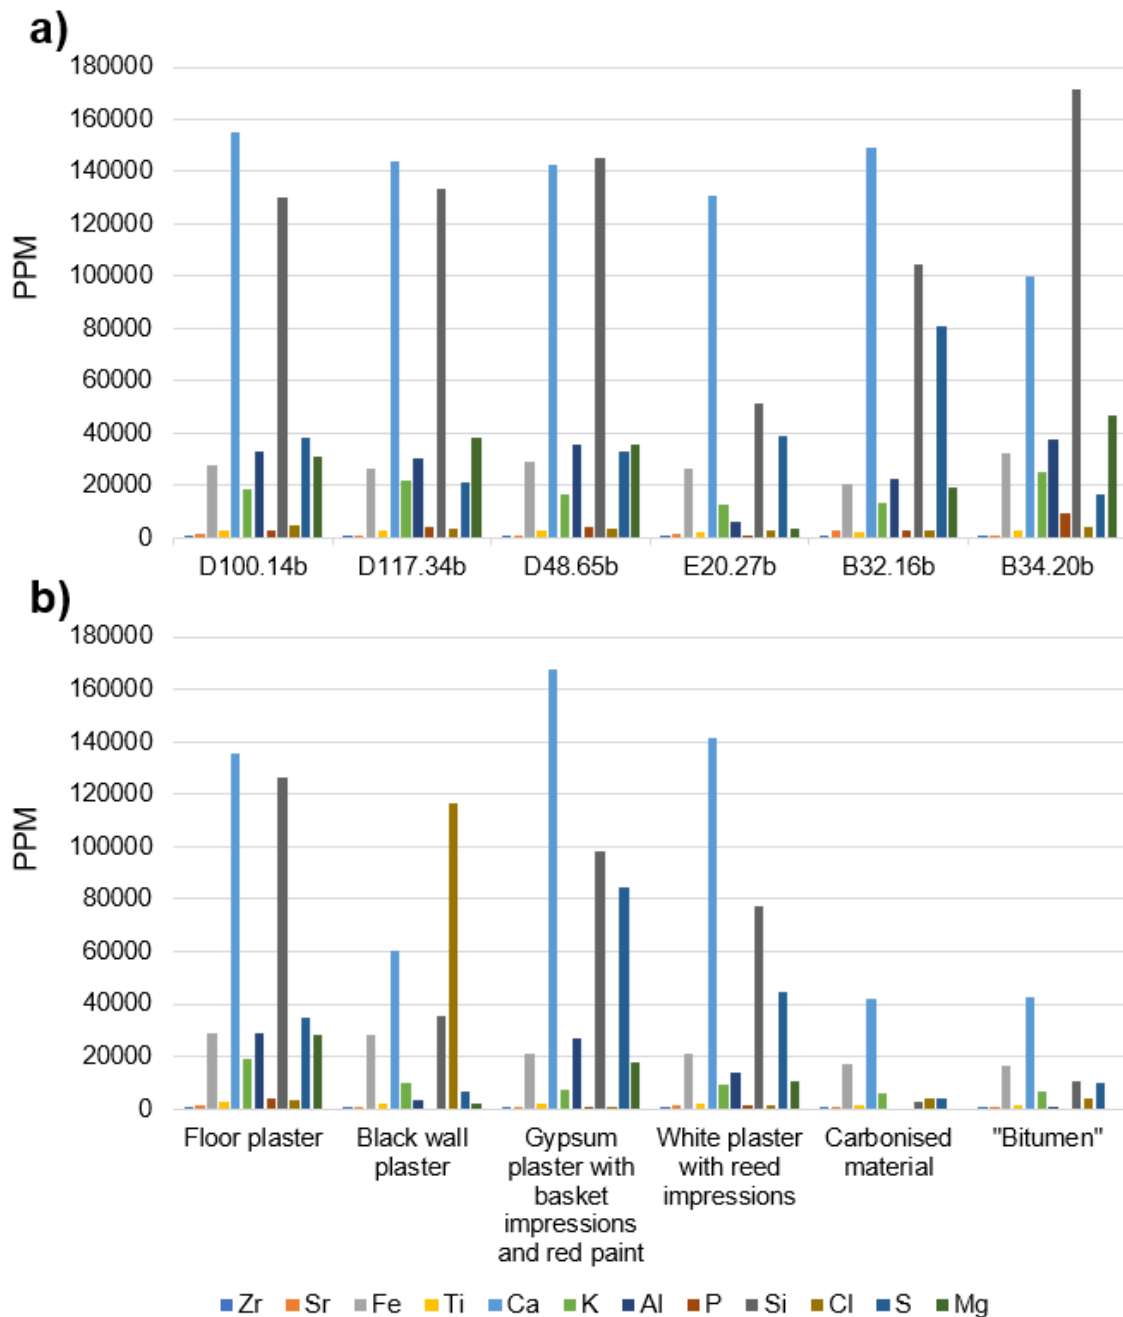 a)
180000
160000
140000
120000
100000
80000
60000
40000
20000
0
PPM
D100.14b D117.34b D48.65b E20.27b B32.16b B34.20b
b)
180000
160000
140000
120000
100000
80000
60000
40000
20000
0
PPM
Floor plaster
Black wall
plaster
Gypsum
plaster with
basket
impressions
and red paint
White plaster
with reed
impressions
Carbonised
material
"Bitumen"
Zr Sr Fe Ti Ca K Al P Si Cl S Mg